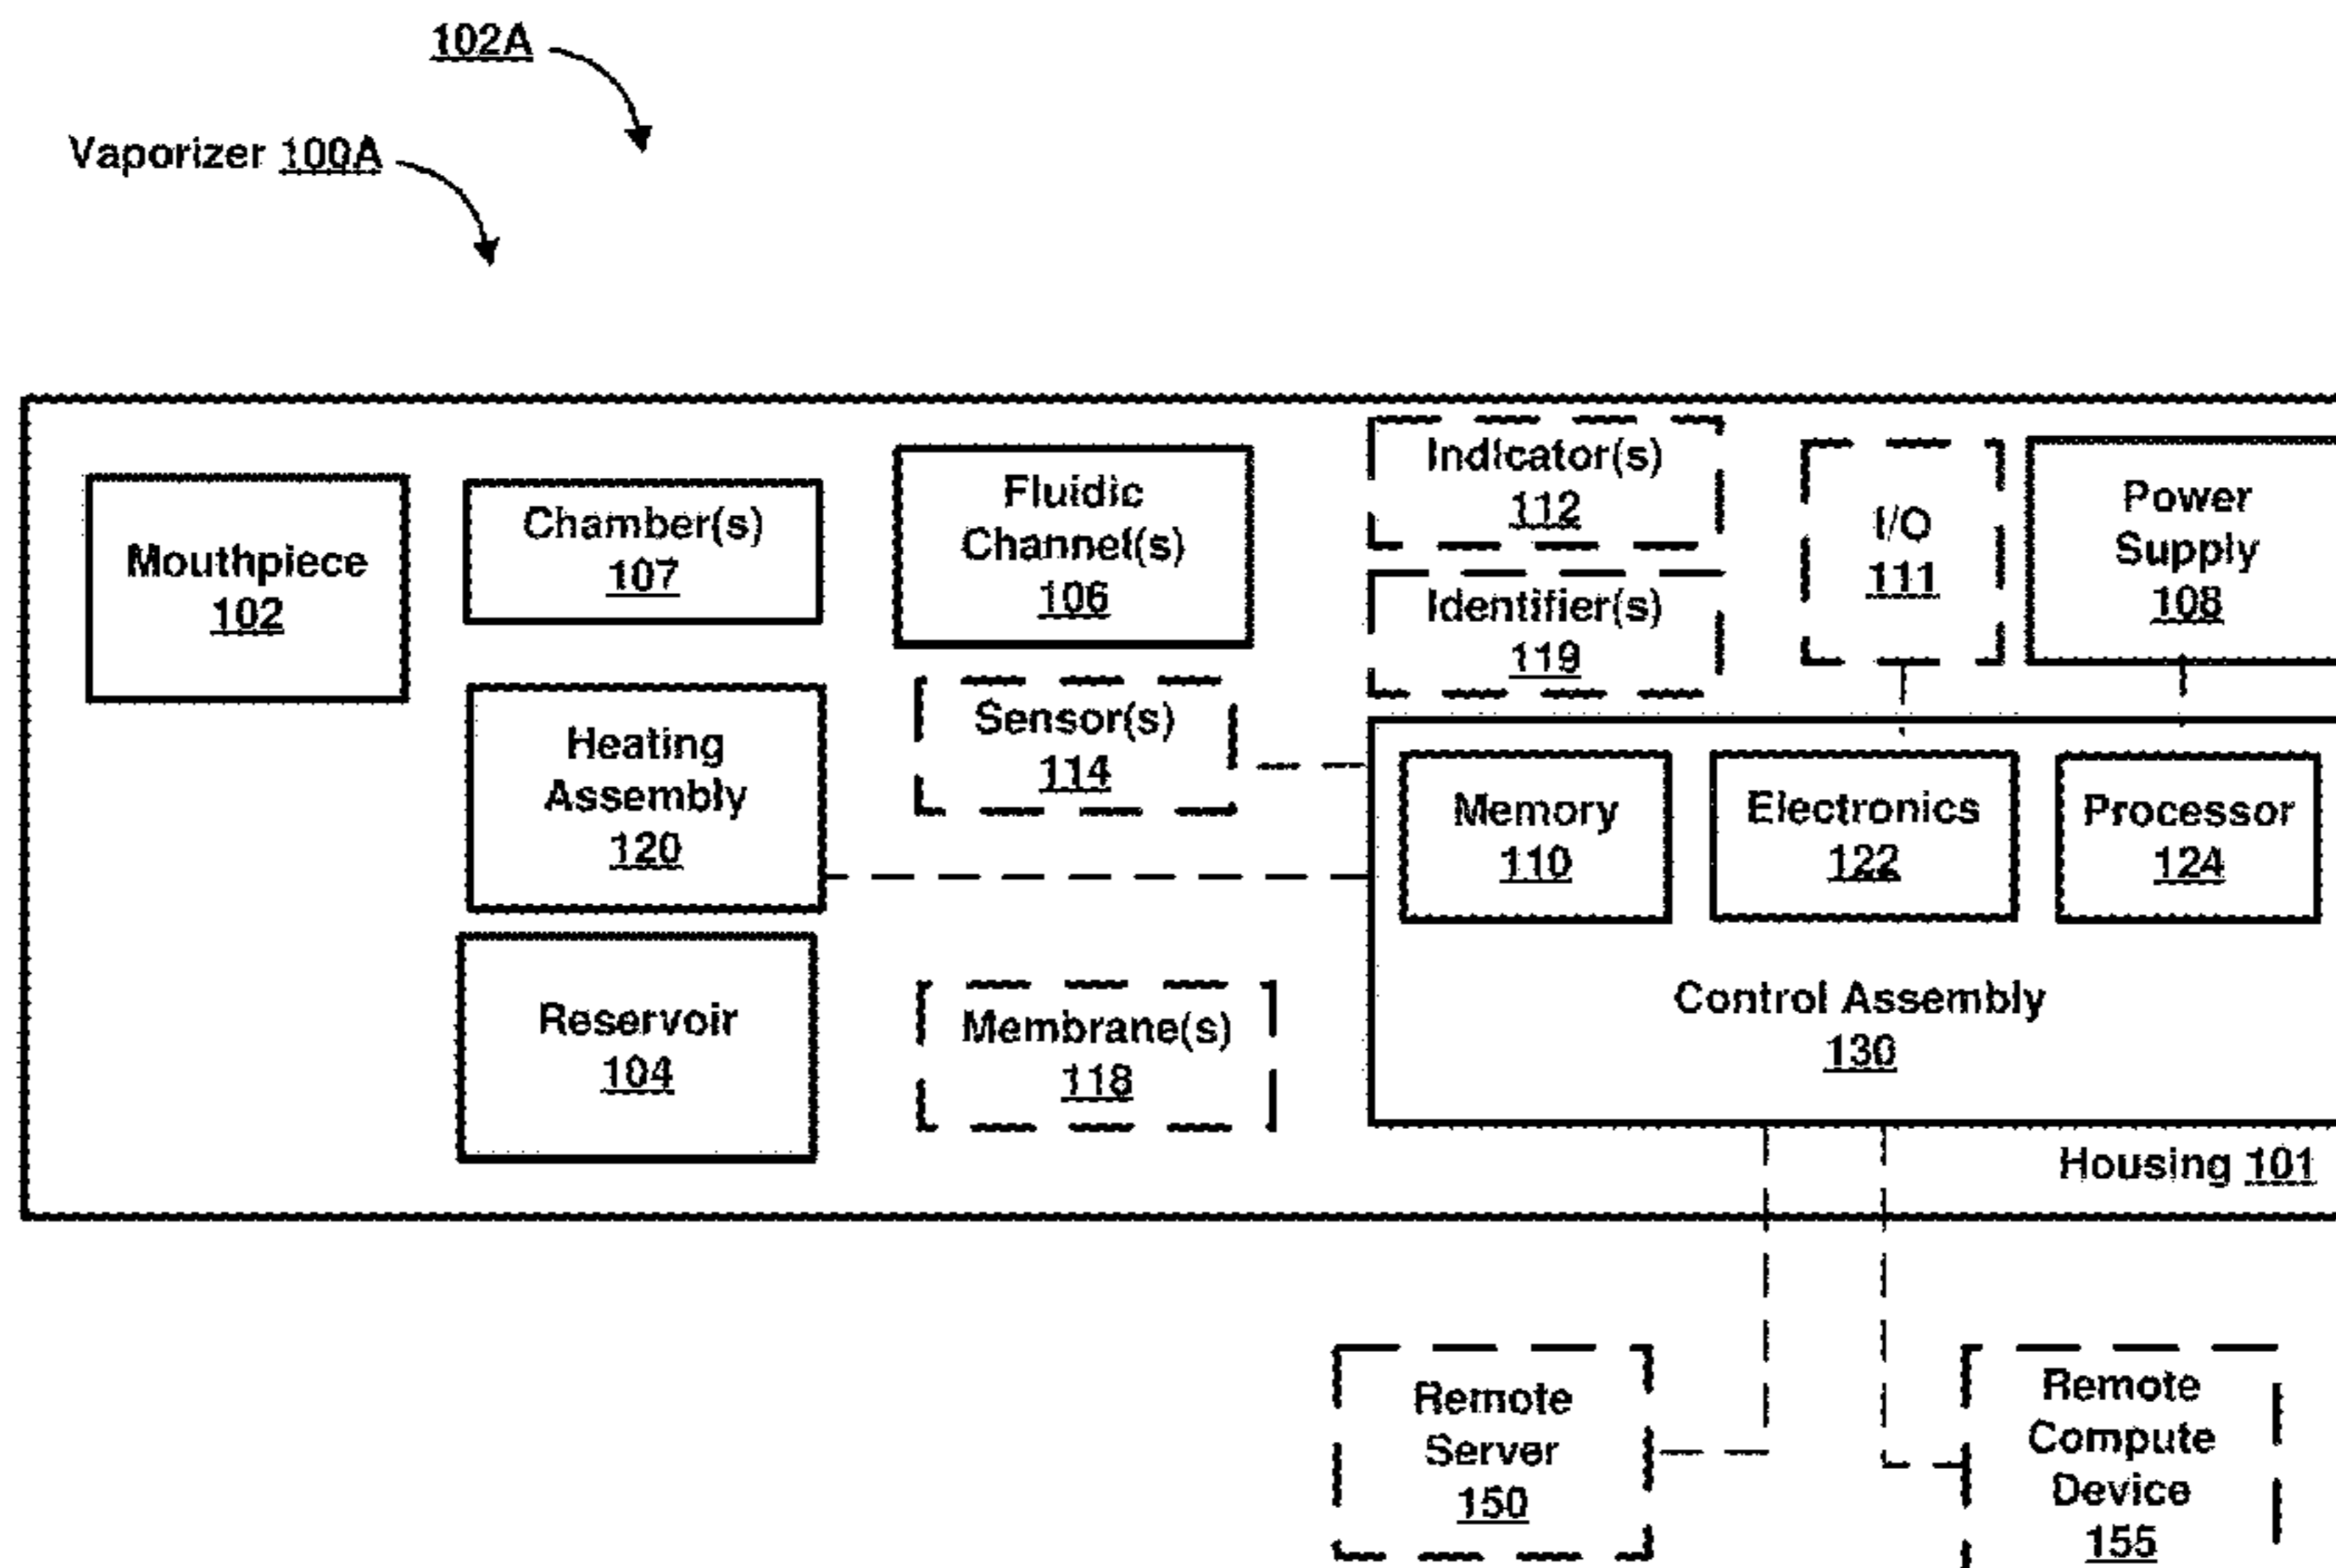 102A
Vaporizer 100A
Mouthpiece
102
Chamber(s)
107
Fluidic
Channel(s)
106
Indicator(s)
112
Identifier(s)
119
I/O
111
Power
Supply
108
Heating
Assembly
120
Sensor(s)
114
Memory
110
Electronics
122
Processor
124
Control Assembly
130
Reservoir
104
Membrane(s)
118
Housing 101
Remote
Server
150
Remote
Compute
Device
155